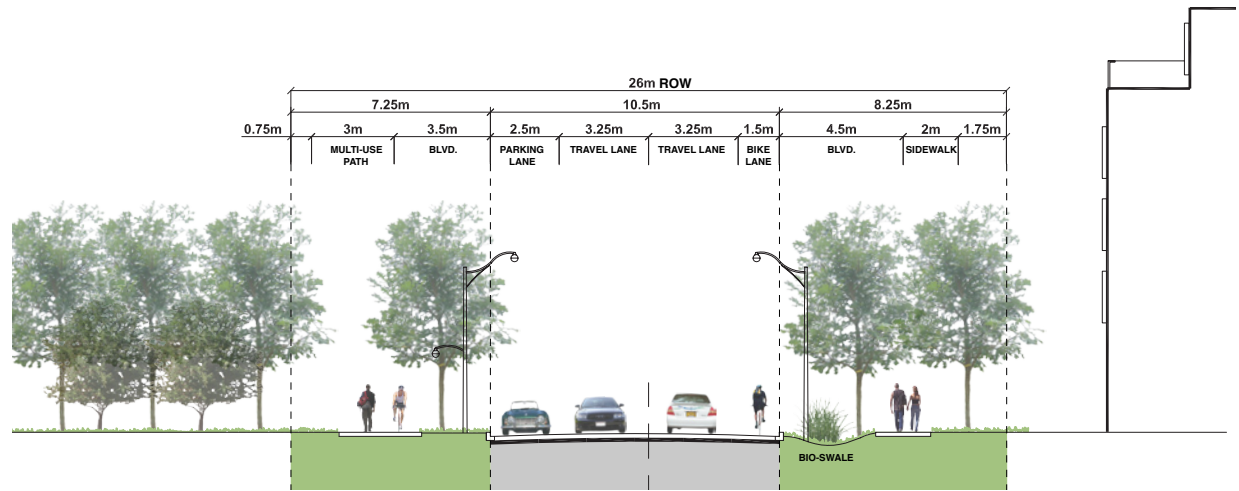 26m ROW
7.25m 10.5m 8.25m
0.75m 3m 3.5m 2.5m 3.25m 3.25m 1.5m 4.5m 2m 1.75m
MULTI-USE PATH
BLVD.
PARKING LANE
TRAVEL LANE
TRAVEL LANE
BIKE LANE
BLVD.
SIDEWALK
BIO-SWALE